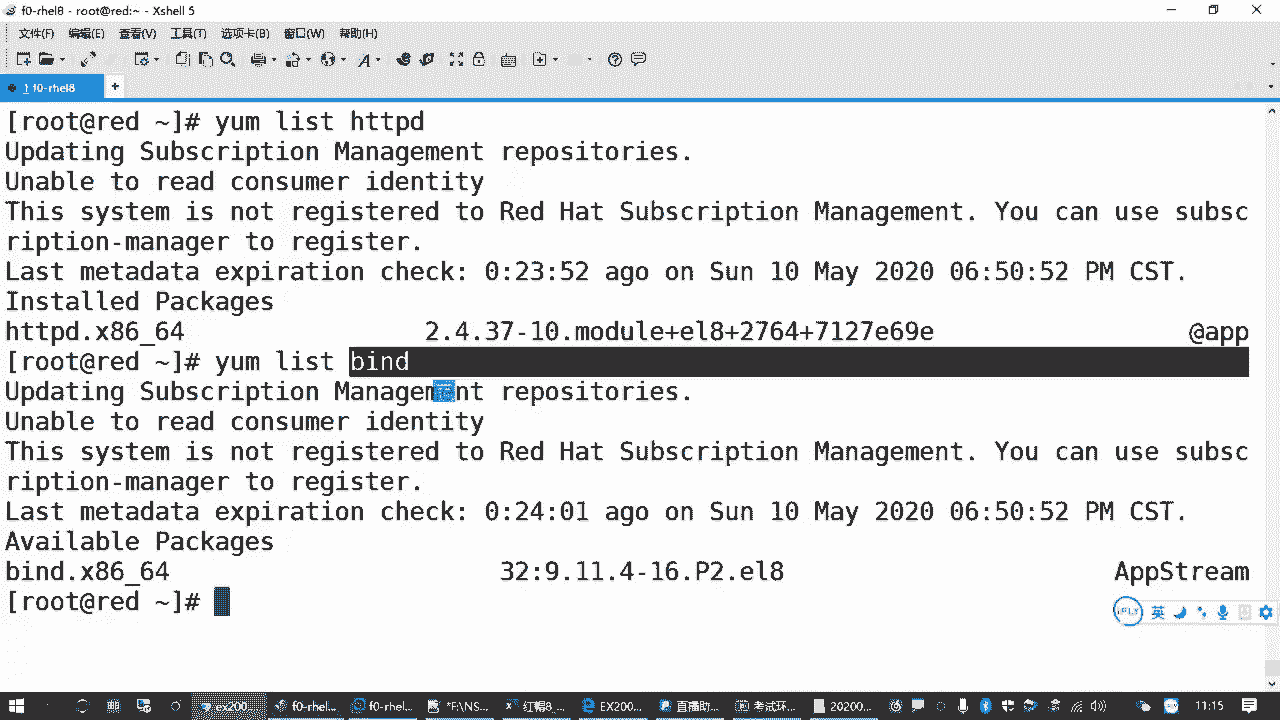 f0-rhel8 - root@red:~ - Xshell 5
文件(F) 编辑(E) 查看(V) 工具(T) 选项卡(B) 窗口(W) 帮助(H)
1 f0-rhel8
[root@red ~]# yum list httpd
Updating Subscription Management repositories.
Unable to read consumer identity
This system is not registered to Red Hat Subscription Management. You can use subsc
ription-manager to register.
Last metadata expiration check: 0:23:52 ago on Sun 10 May 2020 06:50:52 PM CST.
Installed Packages
httpd.x86_64 2.4.37-10.module+el8+2764+7127e69e @app
[root@red ~]# yum list bind
Updating Subscription Management repositories.
Unable to read consumer identity
This system is not registered to Red Hat Subscription Management. You can use subsc
ription-manager to register.
Last metadata expiration check: 0:24:01 ago on Sun 10 May 2020 06:50:52 PM CST.
Available Packages
bind.x86_64 32:9.11.4-16.P2.el8 AppStream
[root@red ~]#
英
ex200 f0-rhel... f0-rhel... *F:\NS... 红帽8_... EX200... 直播助... 考试环... 20200... 11:15